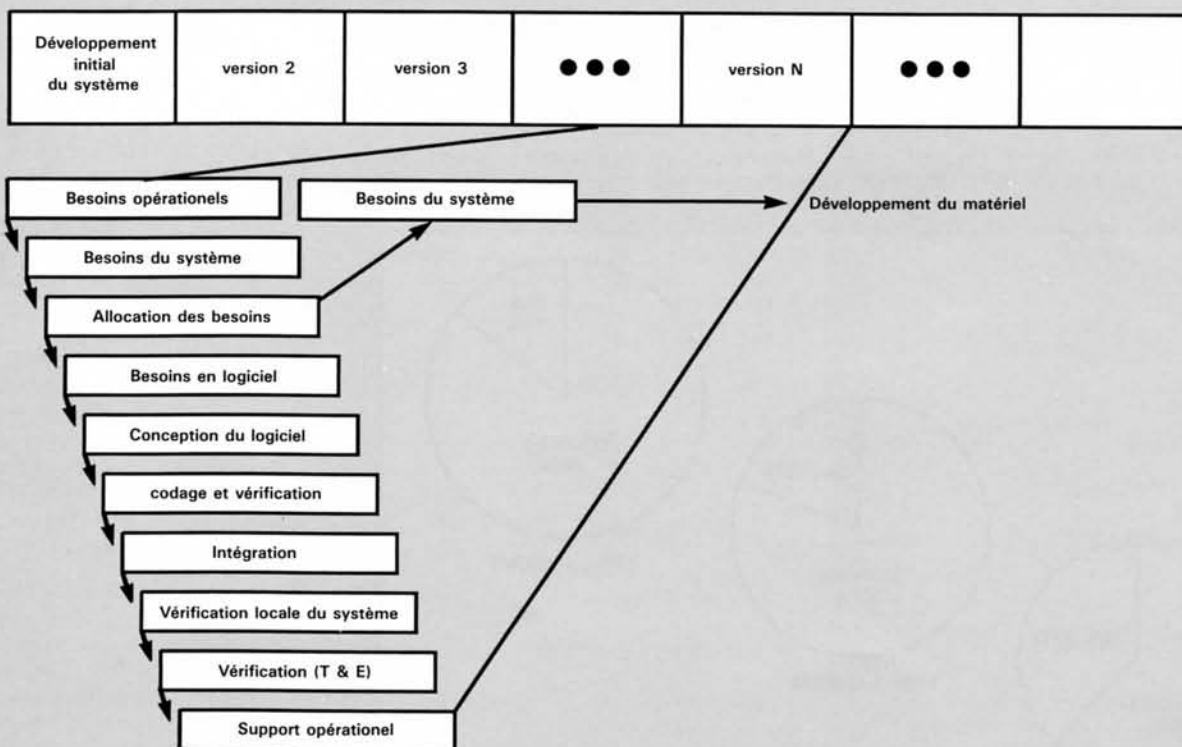 Développement
initial
du système
version 2
version 3
●●●
version N
●●●
Besoins opérationels
Besoins du système
Développement du matériel
Besoins du système
Allocation des besoins
Besoins en logiciel
Conception du logiciel
codage et vérification
Intégration
Vérification locale du système
Vérification (T & E)
Support opérationel